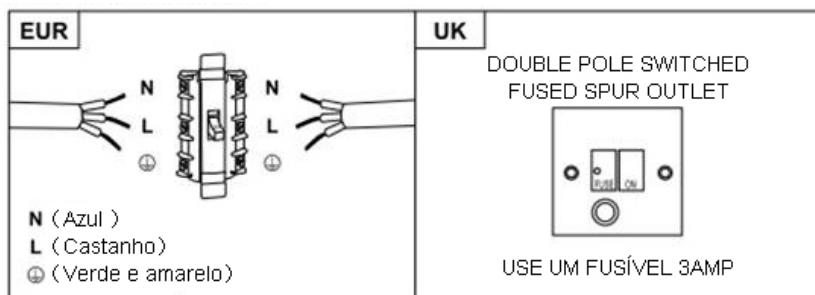 EUR
N
L
N
L
N ( Azul )
L ( Castanho)
(Verde e amarelo)
UK
DOUBLE POLE SWITCHED
FUSED SPUR OUTLET
FUSE
ON
USE UM FUSÍVEL 3AMP